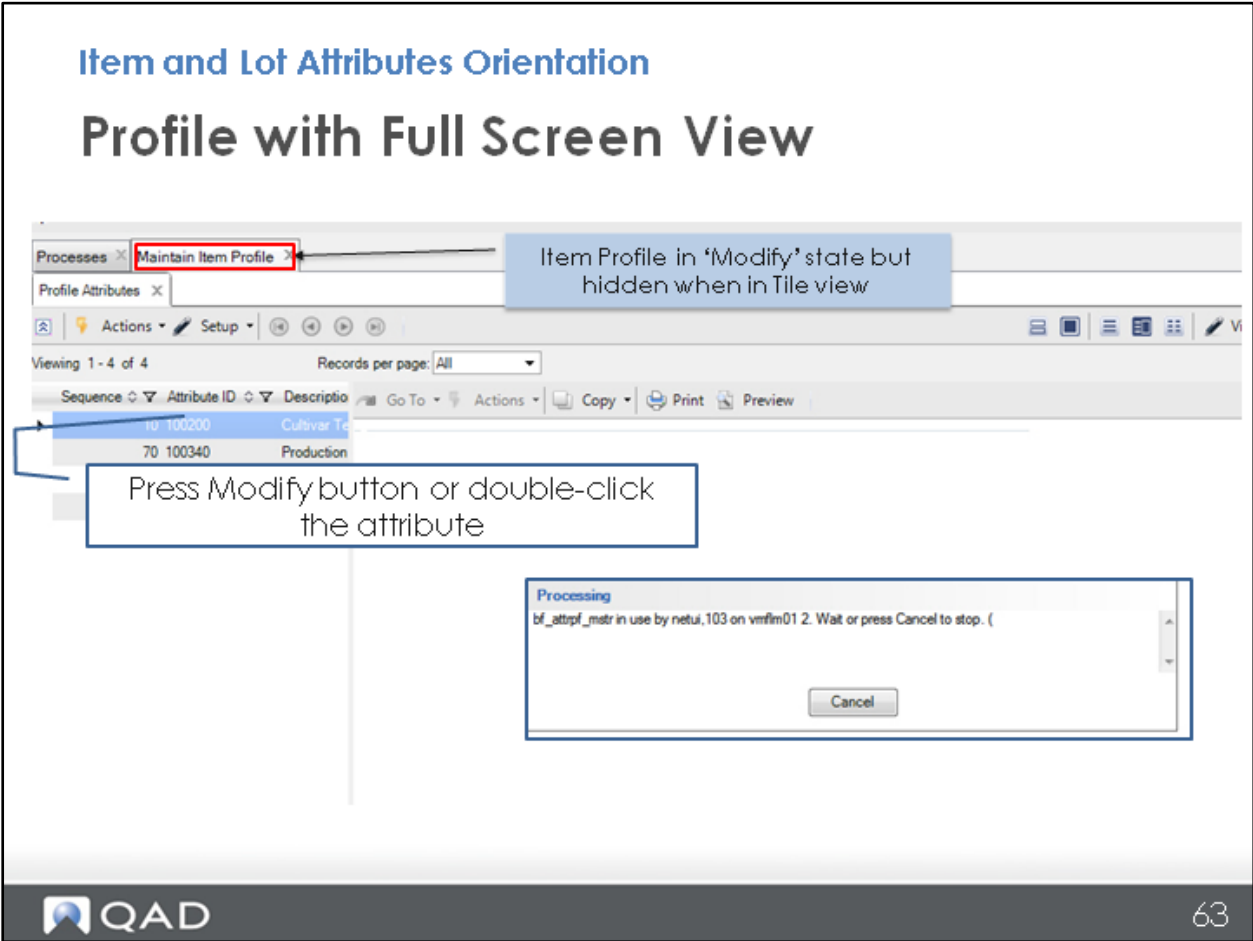 Item and Lot Attributes Orientation
Profile with Full Screen View
Processes Maintain Item Profile
Item Profile in ‘Modify’ state but
hidden when in Tile view
Profile Attributes
Actions Setup
Vi
Viewing 1 - 4 of 4 Records per page: All
Sequence Attribute ID Descriptio Go To Actions Copy Print Preview
10 100200 Cultivar Te
70 100340 Production
Press Modify button or double-click
the attribute
Processing
bf_attrpf_mstr in use by netui,103 on vmflm01 2. Wait or press Cancel to stop. (
Cancel
QAD
63